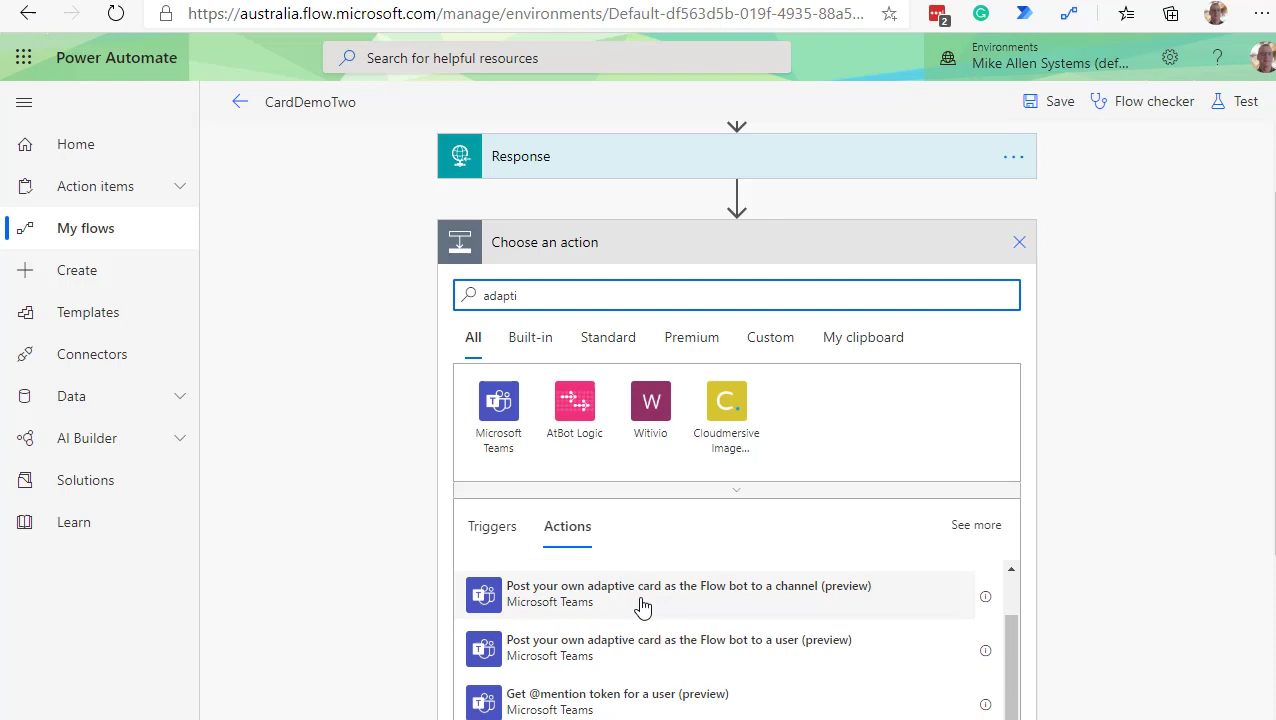 https://australia.flow.microsoft.com/manage/environments/Default-df563d5b-019f-4935-88a5...
2
Power Automate
Search for helpful resources
Environments
Mike Allen Systems (def...
CardDemoTwo
Save
Flow checker
Test
Home
Action items
My flows
Create
Templates
Connectors
Data
AI Builder
Solutions
Learn
Response
Choose an action
adapti
All
Built-in
Standard
Premium
Custom
My clipboard
Microsoft
Teams
AtBot Logic
W
Witivio
C.
Cloudmersive
Image...
Triggers
Actions
See more
Post your own adaptive card as the Flow bot to a channel (preview)
Microsoft Teams
Post your own adaptive card as the Flow bot to a user (preview)
Microsoft Teams
Get @mention token for a user (preview)
Microsoft Teams